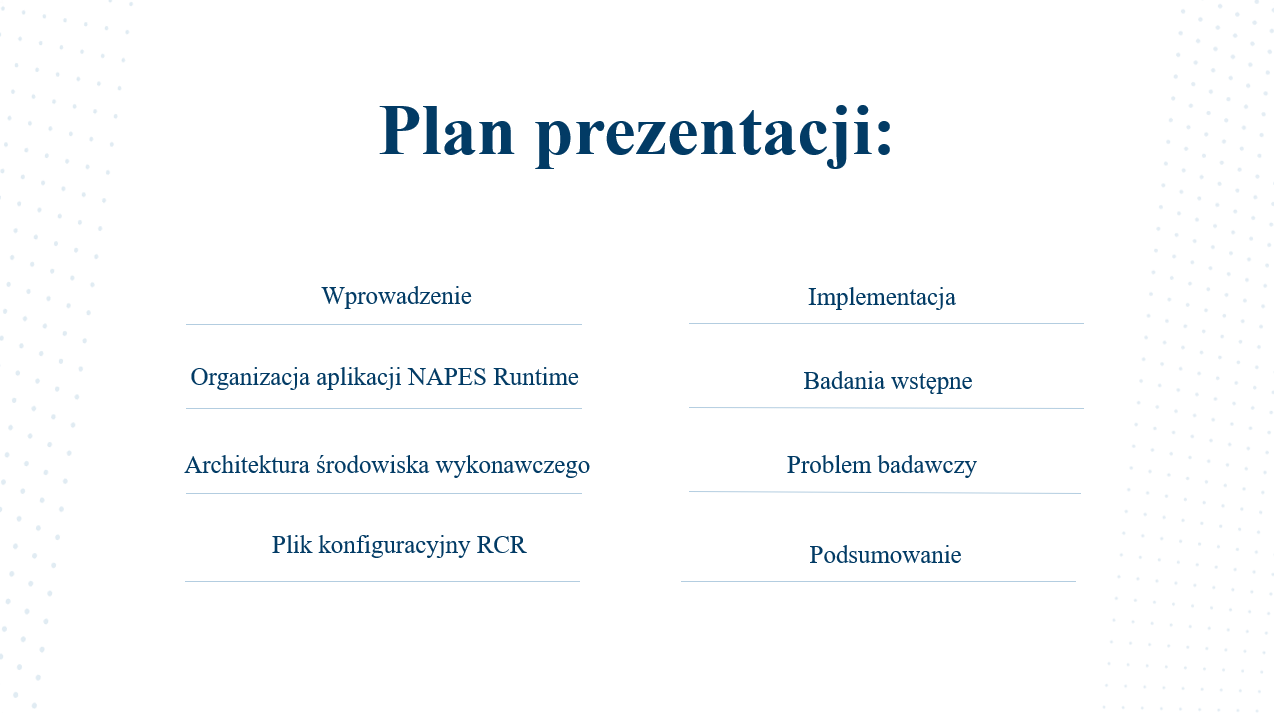 Plan prezentacji:
Wprowadzenie
Organizacja aplikacji NAPES Runtime
Architektura środowiska wykonawczego
Plik konfiguracyjny RCR
Implementacja
Badania wstępne
Problem badawczy
Podsumowanie